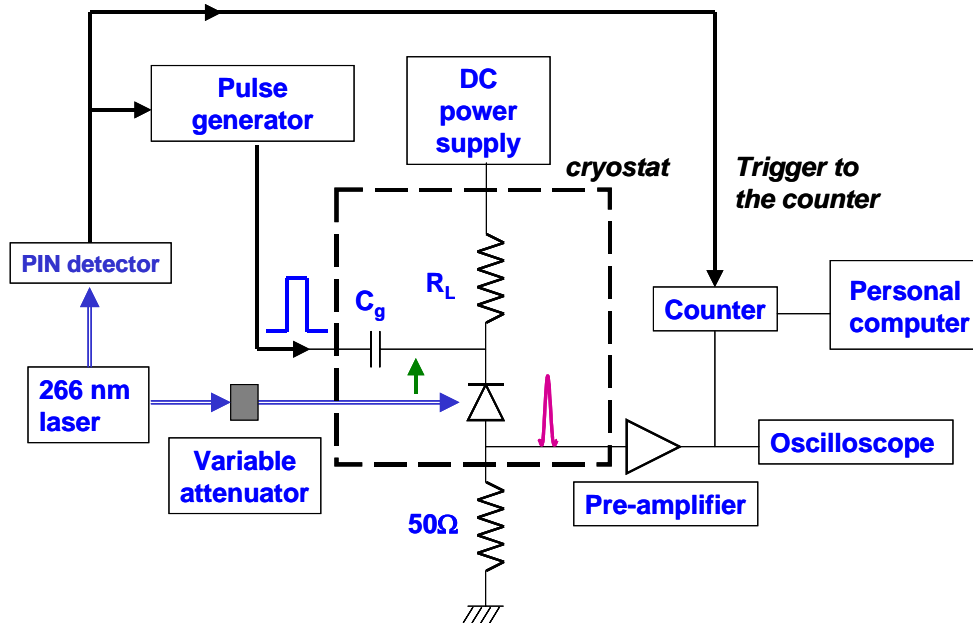 Pulse
generator
DC
power
supply
cryostat
Trigger to
the counter
PIN detector
C_g
R_L
Counter
Personal
computer
266 nm
laser
Variable
attenuator
Pre-amplifier
Oscilloscope
50Ω